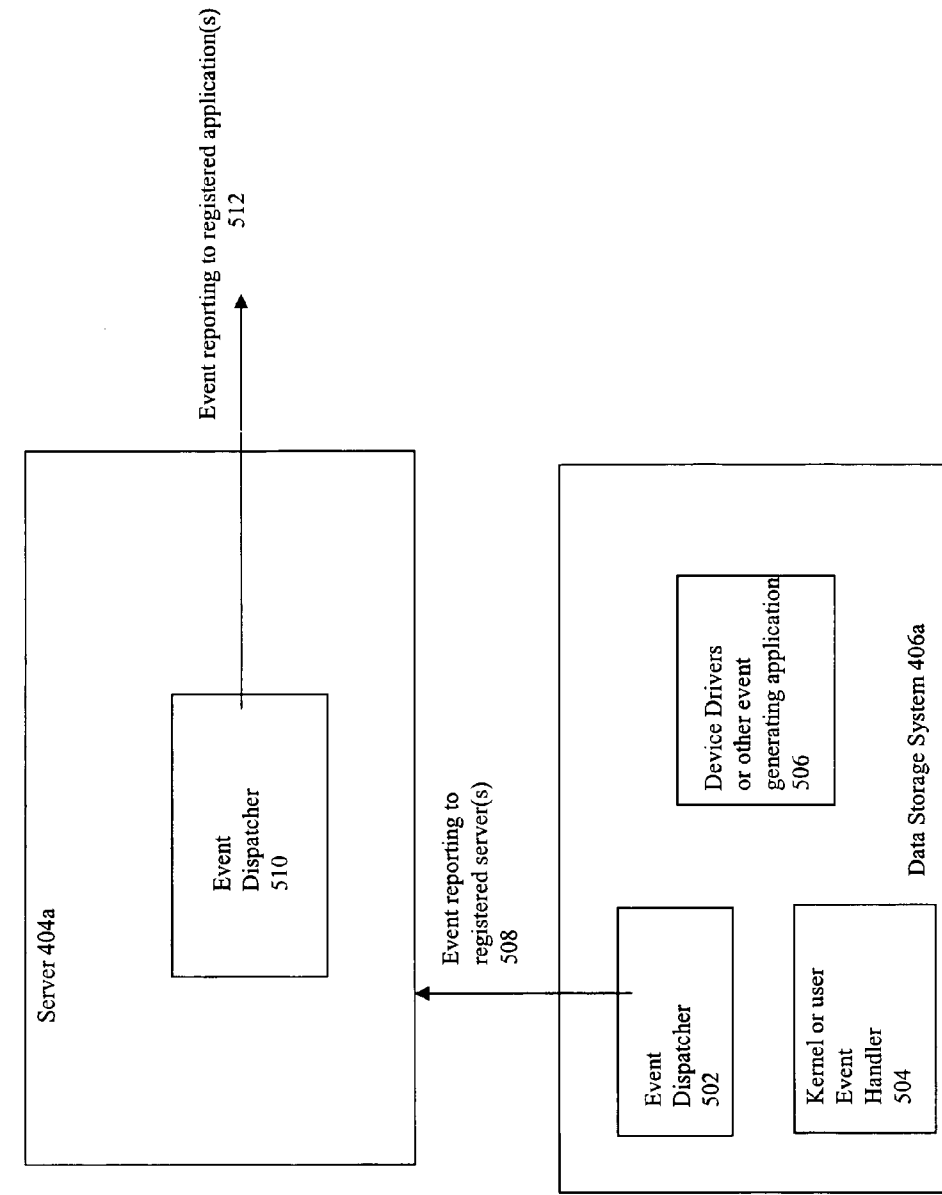 Server 404a
Event
Dispatcher
510
Event reporting to registered application(s)
512
Event reporting to
registered server(s)
508
Event
Dispatcher
502
Kernel or user
Event
Handler
504
Device Drivers
or other event
generating application
506
Data Storage System 406a